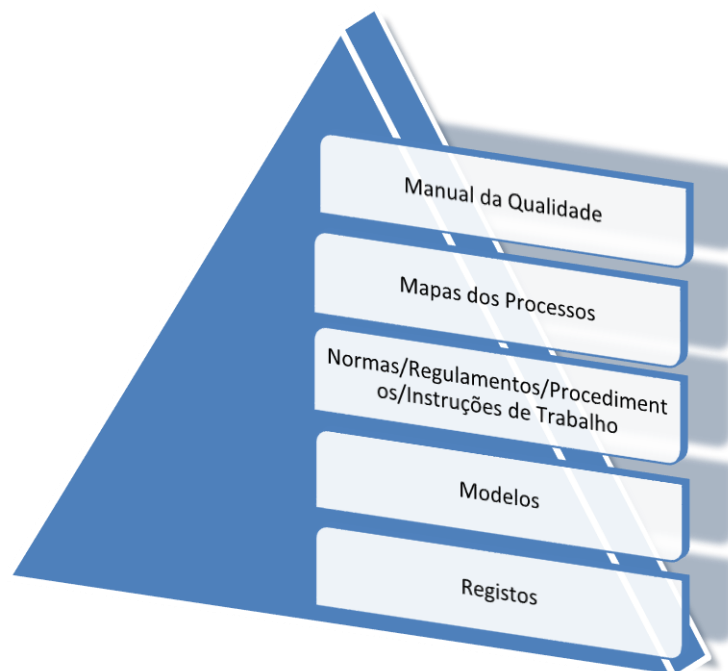 Manual da Qualidade
Mapas dos Processos
Normas/Regulamentos/Procediment
os/Instruções de Trabalho
Modelos
Registos